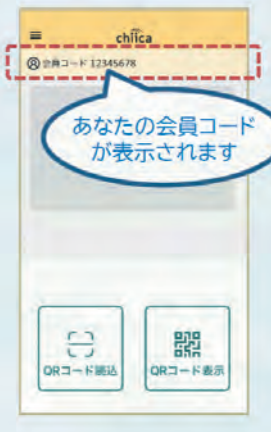 chiica
会員コード 12345678
あなたの会員コード
が表示されます
QRコード読込
QRコード表示